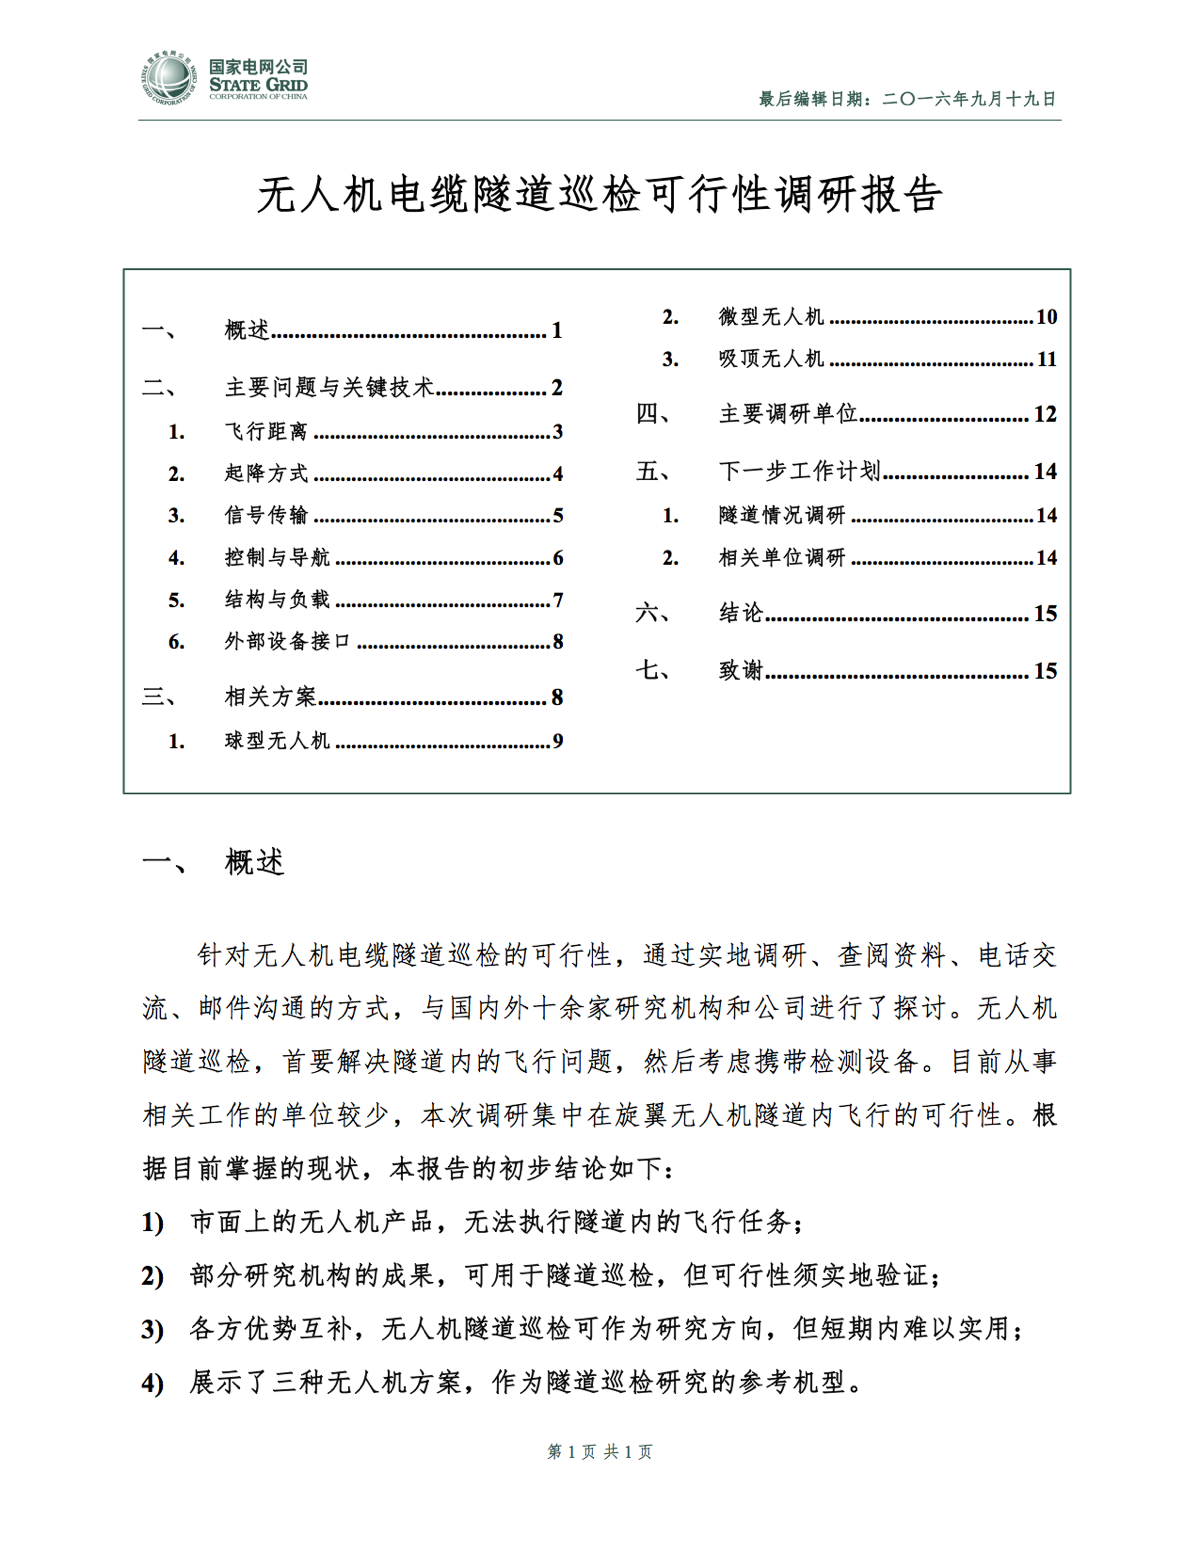 国家电网公司
STATE GRID
CORPORATION OF CHINA
最后编辑日期：二〇一六年九月十九日
无人机电缆隧道巡检可行性调研报告
一、 概述 1
二、 主要问题与关键技术 2
1. 飞行距离 3
2. 起降方式 4
3. 信号传输 5
4. 控制与导航 6
5. 结构与负载 7
6. 外部设备接口 8
三、 相关方案 8
1. 球型无人机 9
2. 微型无人机 10
3. 吸顶无人机 11
四、 主要调研单位 12
五、 下一步工作计划 14
1. 隧道情况调研 14
2. 相关单位调研 14
六、 结论 15
七、 致谢 15
一、 概述
针对无人机电缆隧道巡检的可行性，通过实地调研、查阅资料、电话交
流、邮件沟通的方式，与国内外十余家研究机构和公司进行了探讨。无人机
隧道巡检，首要解决隧道内的飞行问题，然后考虑携带检测设备。目前从事
相关工作的单位较少，本次调研集中在旋翼无人机隧道内飞行的可行性。根
据目前掌握的现状，本报告的初步结论如下：
1) 市面上的无人机产品，无法执行隧道内的飞行任务；
2) 部分研究机构的成果，可用于隧道巡检，但可行性须实地验证；
3) 各方优势互补，无人机隧道巡检可作为研究方向，但短期内难以实用；
4) 展示了三种无人机方案，作为隧道巡检研究的参考机型。
第 1 页 共 1 页